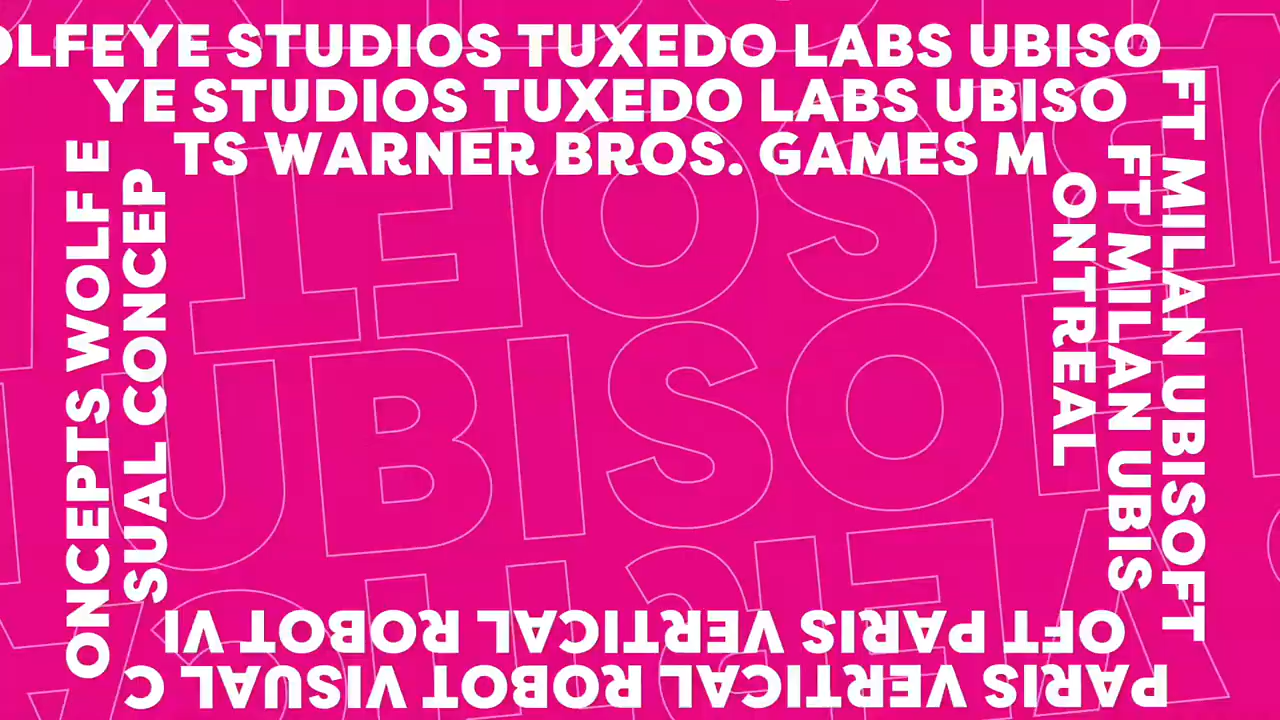 OLFEYE STUDIOS TUXEDO LABS UBISO
YE STUDIOS TUXEDO LABS UBISO
TS WARNER BROS. GAMES M
FT MILAN UBISOFT
FT MILAN UBIS
ONTREAL
OFT PARIS VERTICAL ROBOT VI
PARIS VERTICAL ROBOT VISUAL C
ONCEPTS WOLF E
SUAL CONCEP
UBISO